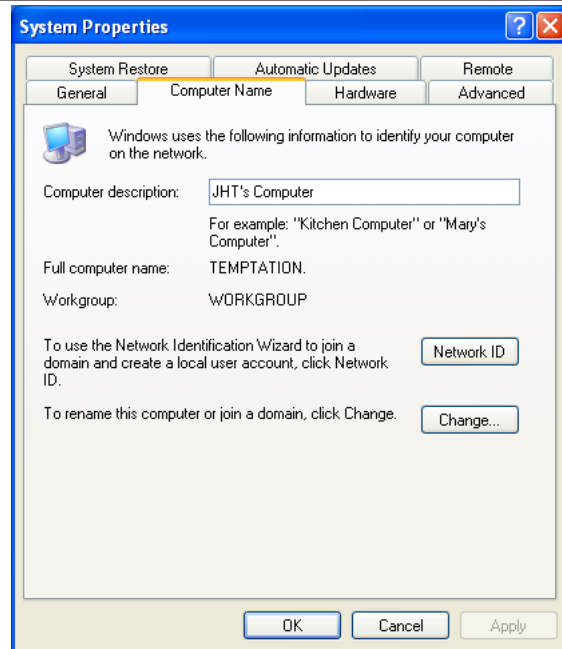 System Properties
System Restore Automatic Updates Remote
General Computer Name Hardware Advanced
Windows uses the following information to identify your computer
on the network.
Computer description: JHT's Computer
For example: "Kitchen Computer" or "Mary's
Computer".
Full computer name: TEMPTATION.
Workgroup: WORKGROUP
To use the Network Identification Wizard to join a
domain and create a local user account, click Network
ID.
Network ID
To rename this computer or join a domain, click Change.
Change...
OK Cancel Apply